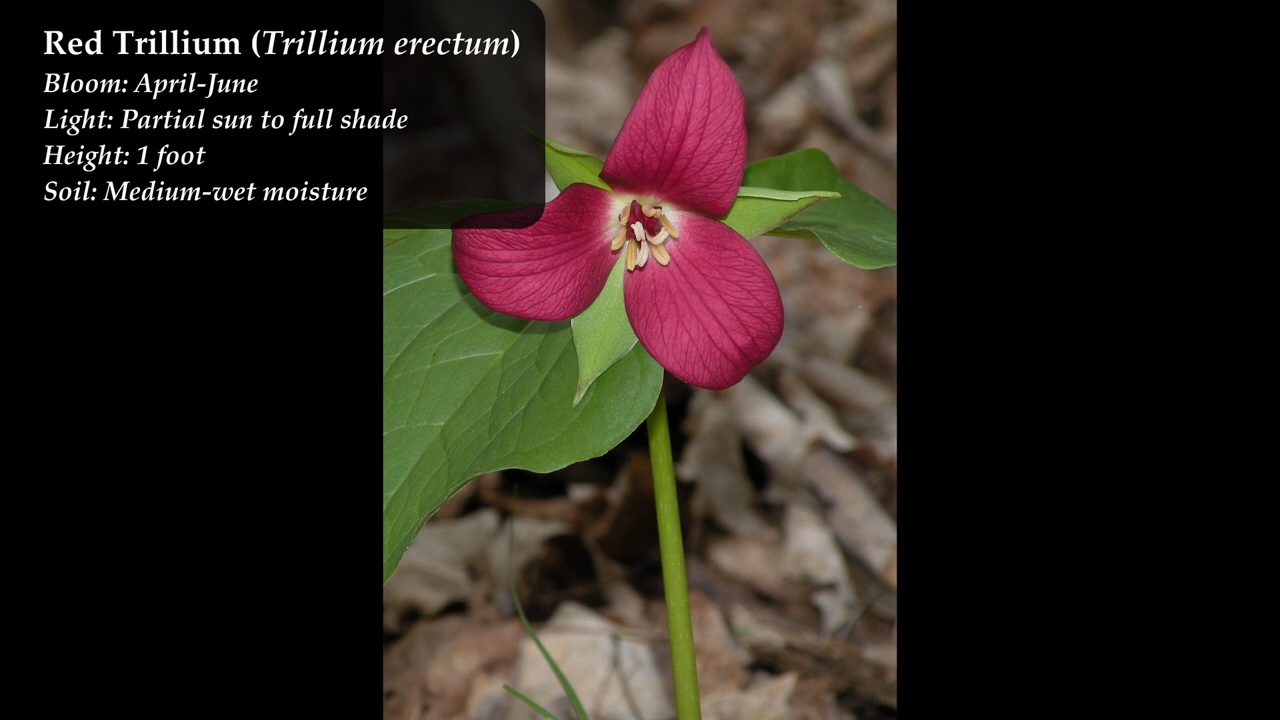 Red Trillium (Trillium erectum)
Bloom: April-June
Light: Partial sun to full shade
Height: 1 foot
Soil: Medium-wet moisture